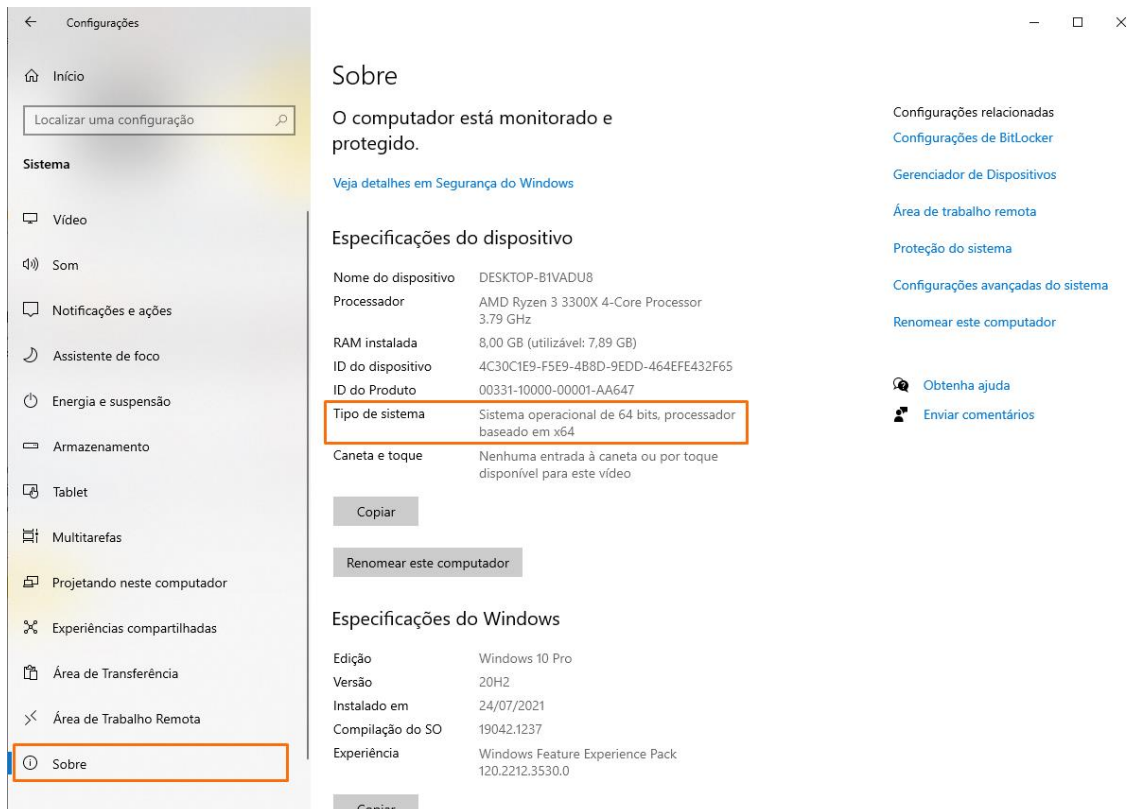 Configurações
Início
Localizar uma configuração
Sistema
Vídeo
Som
Notificações e ações
Assistente de foco
Energia e suspensão
Armazenamento
Tablet
Multitarefas
Projetando neste computador
Experiências compartilhadas
Área de Transferência
Área de Trabalho Remota
Sobre
Sobre
O computador está monitorado e
protegido.
Veja detalhes em Segurança do Windows
Especificações do dispositivo
Nome do dispositivo DESKTOP-B1VADU8
Processador AMD Ryzen 3 3300X 4-Core Processor
3.79 GHz
RAM instalada 8,00 GB (utilizável: 7,89 GB)
ID do dispositivo 4C30C1E9-F5E9-4B8D-9EDD-464EFE432F65
ID do Produto 00331-10000-00001-AA647
Tipo de sistema Sistema operacional de 64 bits, processador
baseado em x64
Caneta e toque Nenhuma entrada à caneta ou por toque
disponível para este vídeo
Copiar
Renomear este computador
Especificações do Windows
Edição Windows 10 Pro
Versão 20H2
Instalado em 24/07/2021
Compilação do SO 19042.1237
Experiência Windows Feature Experience Pack
120.2212.3530.0
Copiar
Configurações relacionadas
Configurações de BitLocker
Gerenciador de Dispositivos
Área de trabalho remota
Proteção do sistema
Configurações avançadas do sistema
Renomear este computador
Obtenha ajuda
Enviar comentários